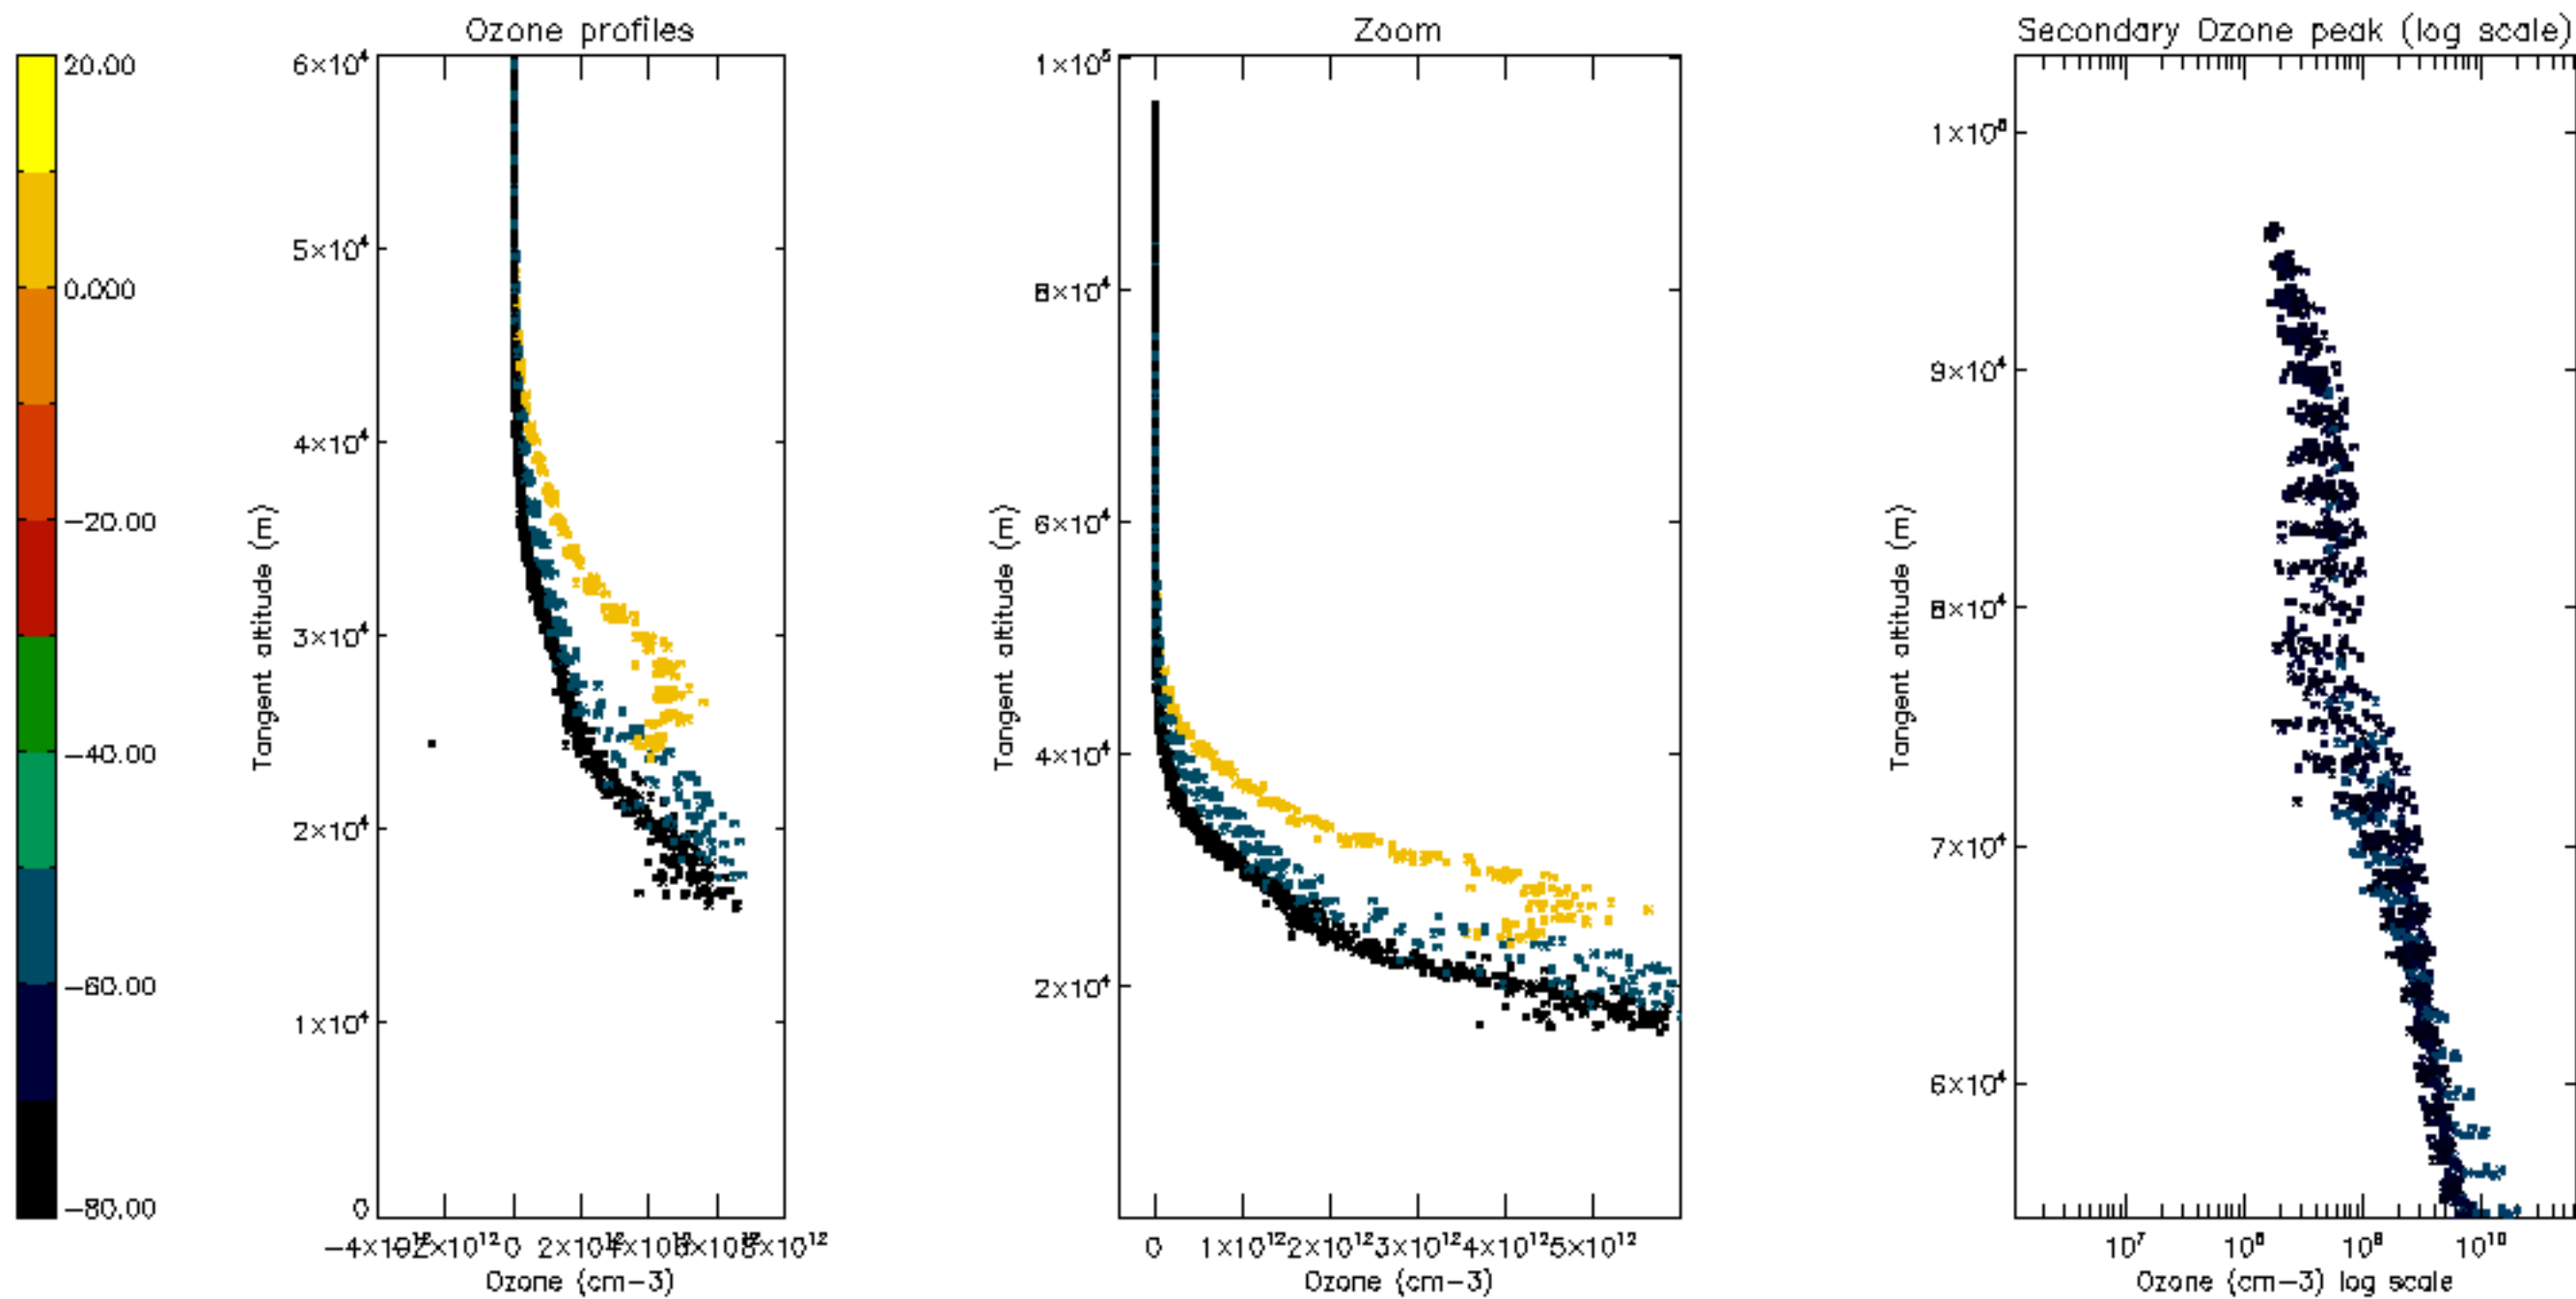 Ozone profiles
Zoom
Secondary Ozone peak (log scale)
20.00
0.000
−20.00
−40.00
−60.00
−80.00
6×10⁴
5×10⁴
4×10⁴
3×10⁴
2×10⁴
1×10⁴
0
Tangent altitude (m)
0
Ozone (cm−3)
1×10⁵
8×10⁴
6×10⁴
4×10⁴
2×10⁴
Tangent altitude (m)
0 1×10¹² 2×10¹² 3×10¹² 4×10¹² 5×10¹²
Ozone (cm−3)
9×10⁴
8×10⁴
7×10⁴
6×10⁴
Tangent altitude (m)
10⁷ 10⁸ 10⁹ 10¹⁰
Ozone (cm−3) log scale